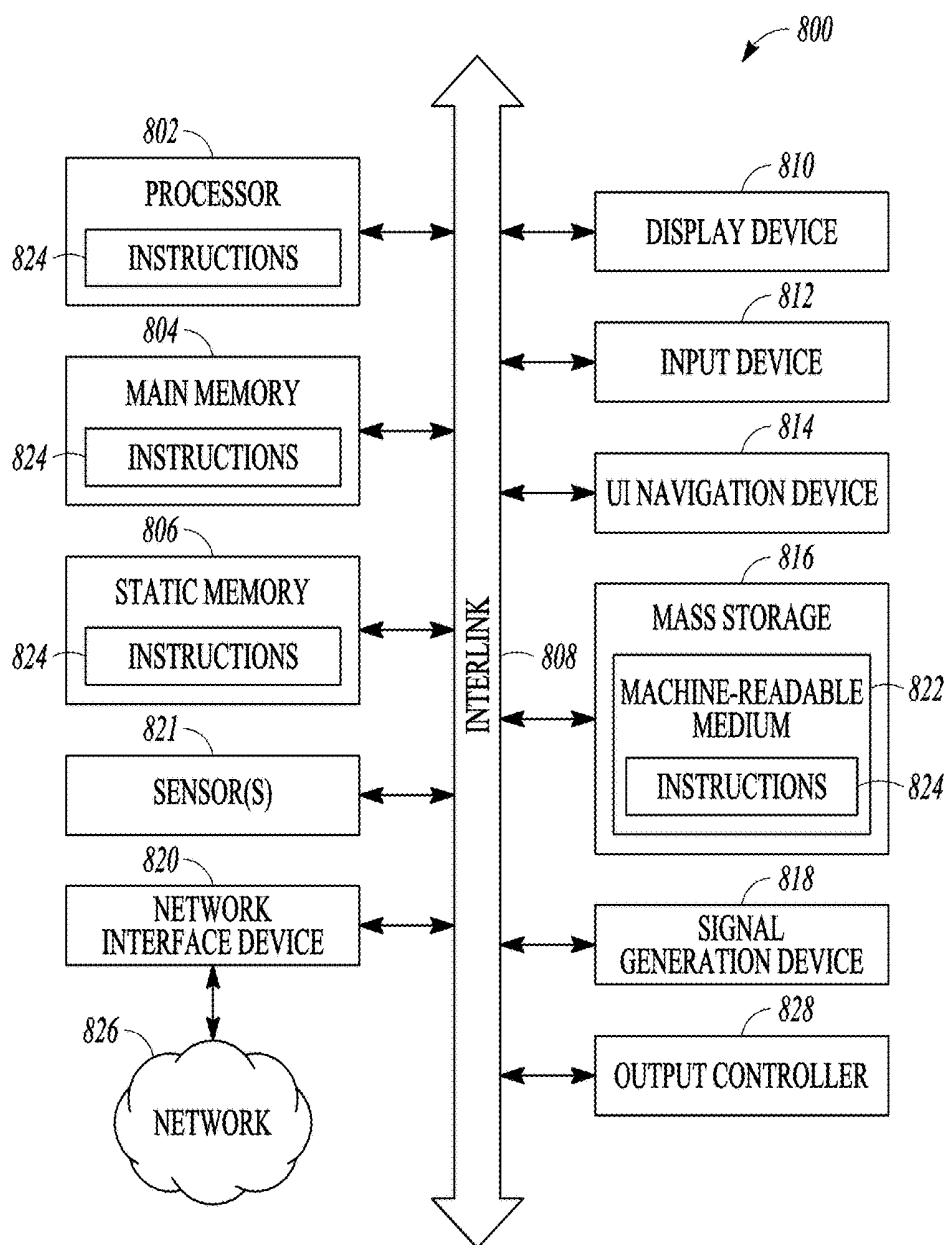 800
802
PROCESSOR
824
INSTRUCTIONS
804
MAIN MEMORY
824
INSTRUCTIONS
806
STATIC MEMORY
824
INSTRUCTIONS
821
SENSOR(S)
820
NETWORK
INTERFACE DEVICE
826
NETWORK
INTERLINK
808
810
DISPLAY DEVICE
812
INPUT DEVICE
814
UI NAVIGATION DEVICE
816
MASS STORAGE
MACHINE-READABLE
MEDIUM
822
INSTRUCTIONS
824
818
SIGNAL
GENERATION DEVICE
828
OUTPUT CONTROLLER